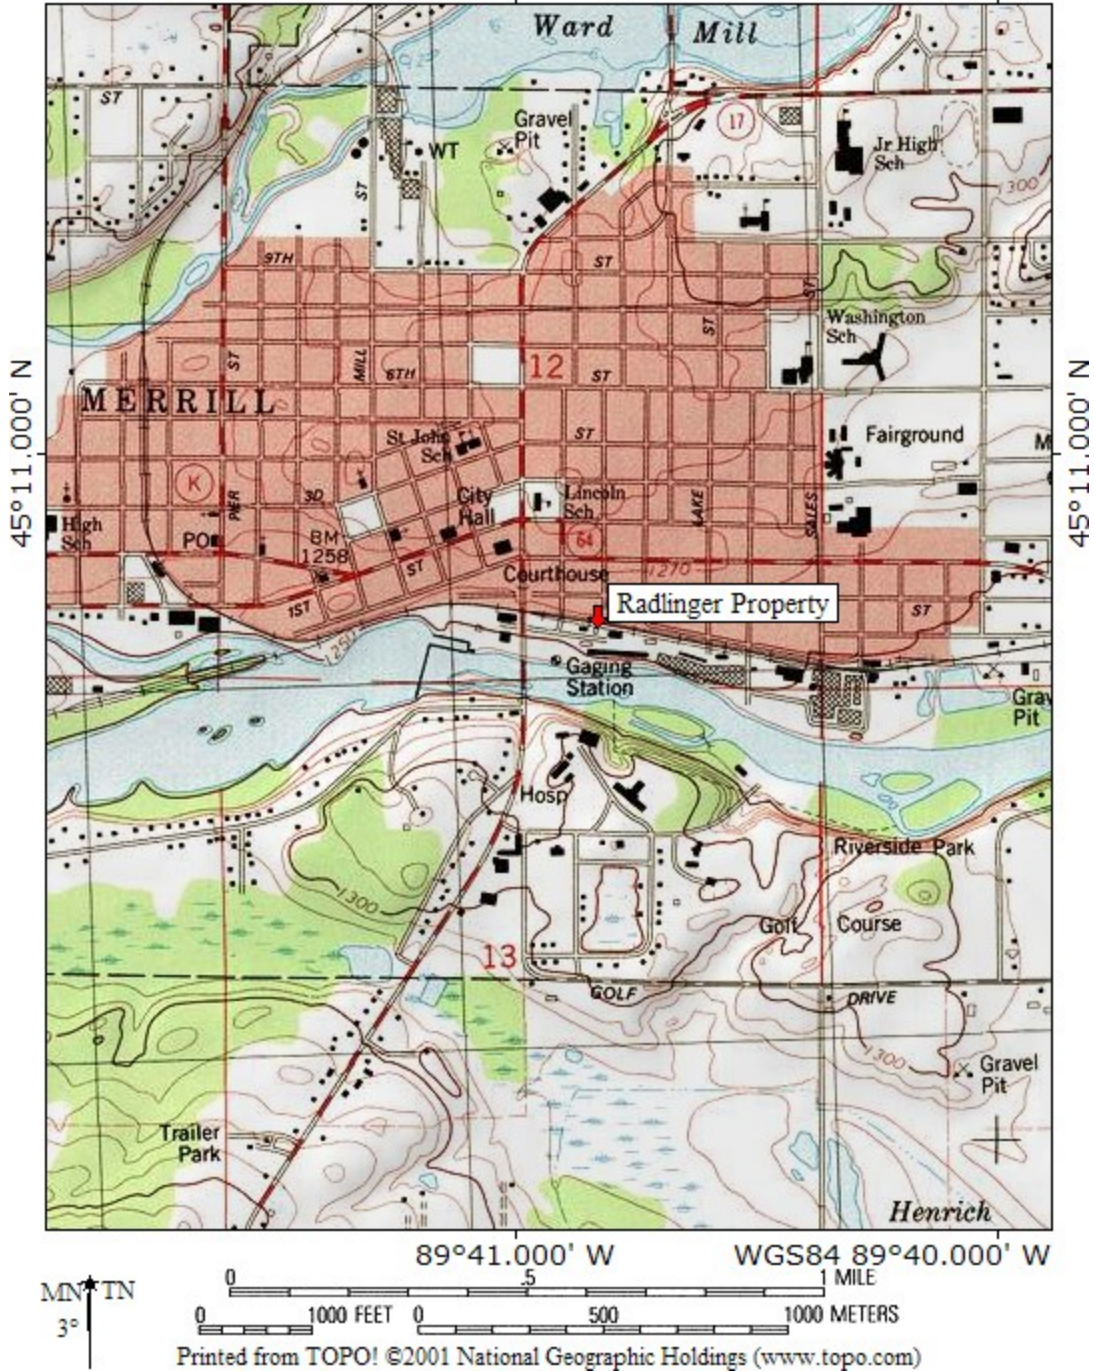 Ward Mill
ST
17
Gravel
Pit
WT
Jr High
Sch
ST
1300
9TH
ST
ST
Washington
Sch
ST
ST
MILL
6TH
12
ST
MERRILL
St John
Sch
ST
Fairground
45°11.000' N
45°11.000' N
M
K
PIER
3D
City
Hall
Lincoln
Sch
LAKE
SALES
High
Sch
PO
BM
1258
64
ST
Courthouse
1270
1ST
Radlinger Property
ST
1250
Gaging
Station
Grav
Pit
Hosp
Riverside Park
1300
Golf Course
13
GOLF DRIVE
1300
Gravel
Pit
Trailer
Park
Henrich
89°41.000' W WGS84 89°40.000' W
MN TN
3°
0 .5 1 MILE
0 1000 FEET 0 500 1000 METERS
Printed from TOPO! ©2001 National Geographic Holdings (www.topo.com)